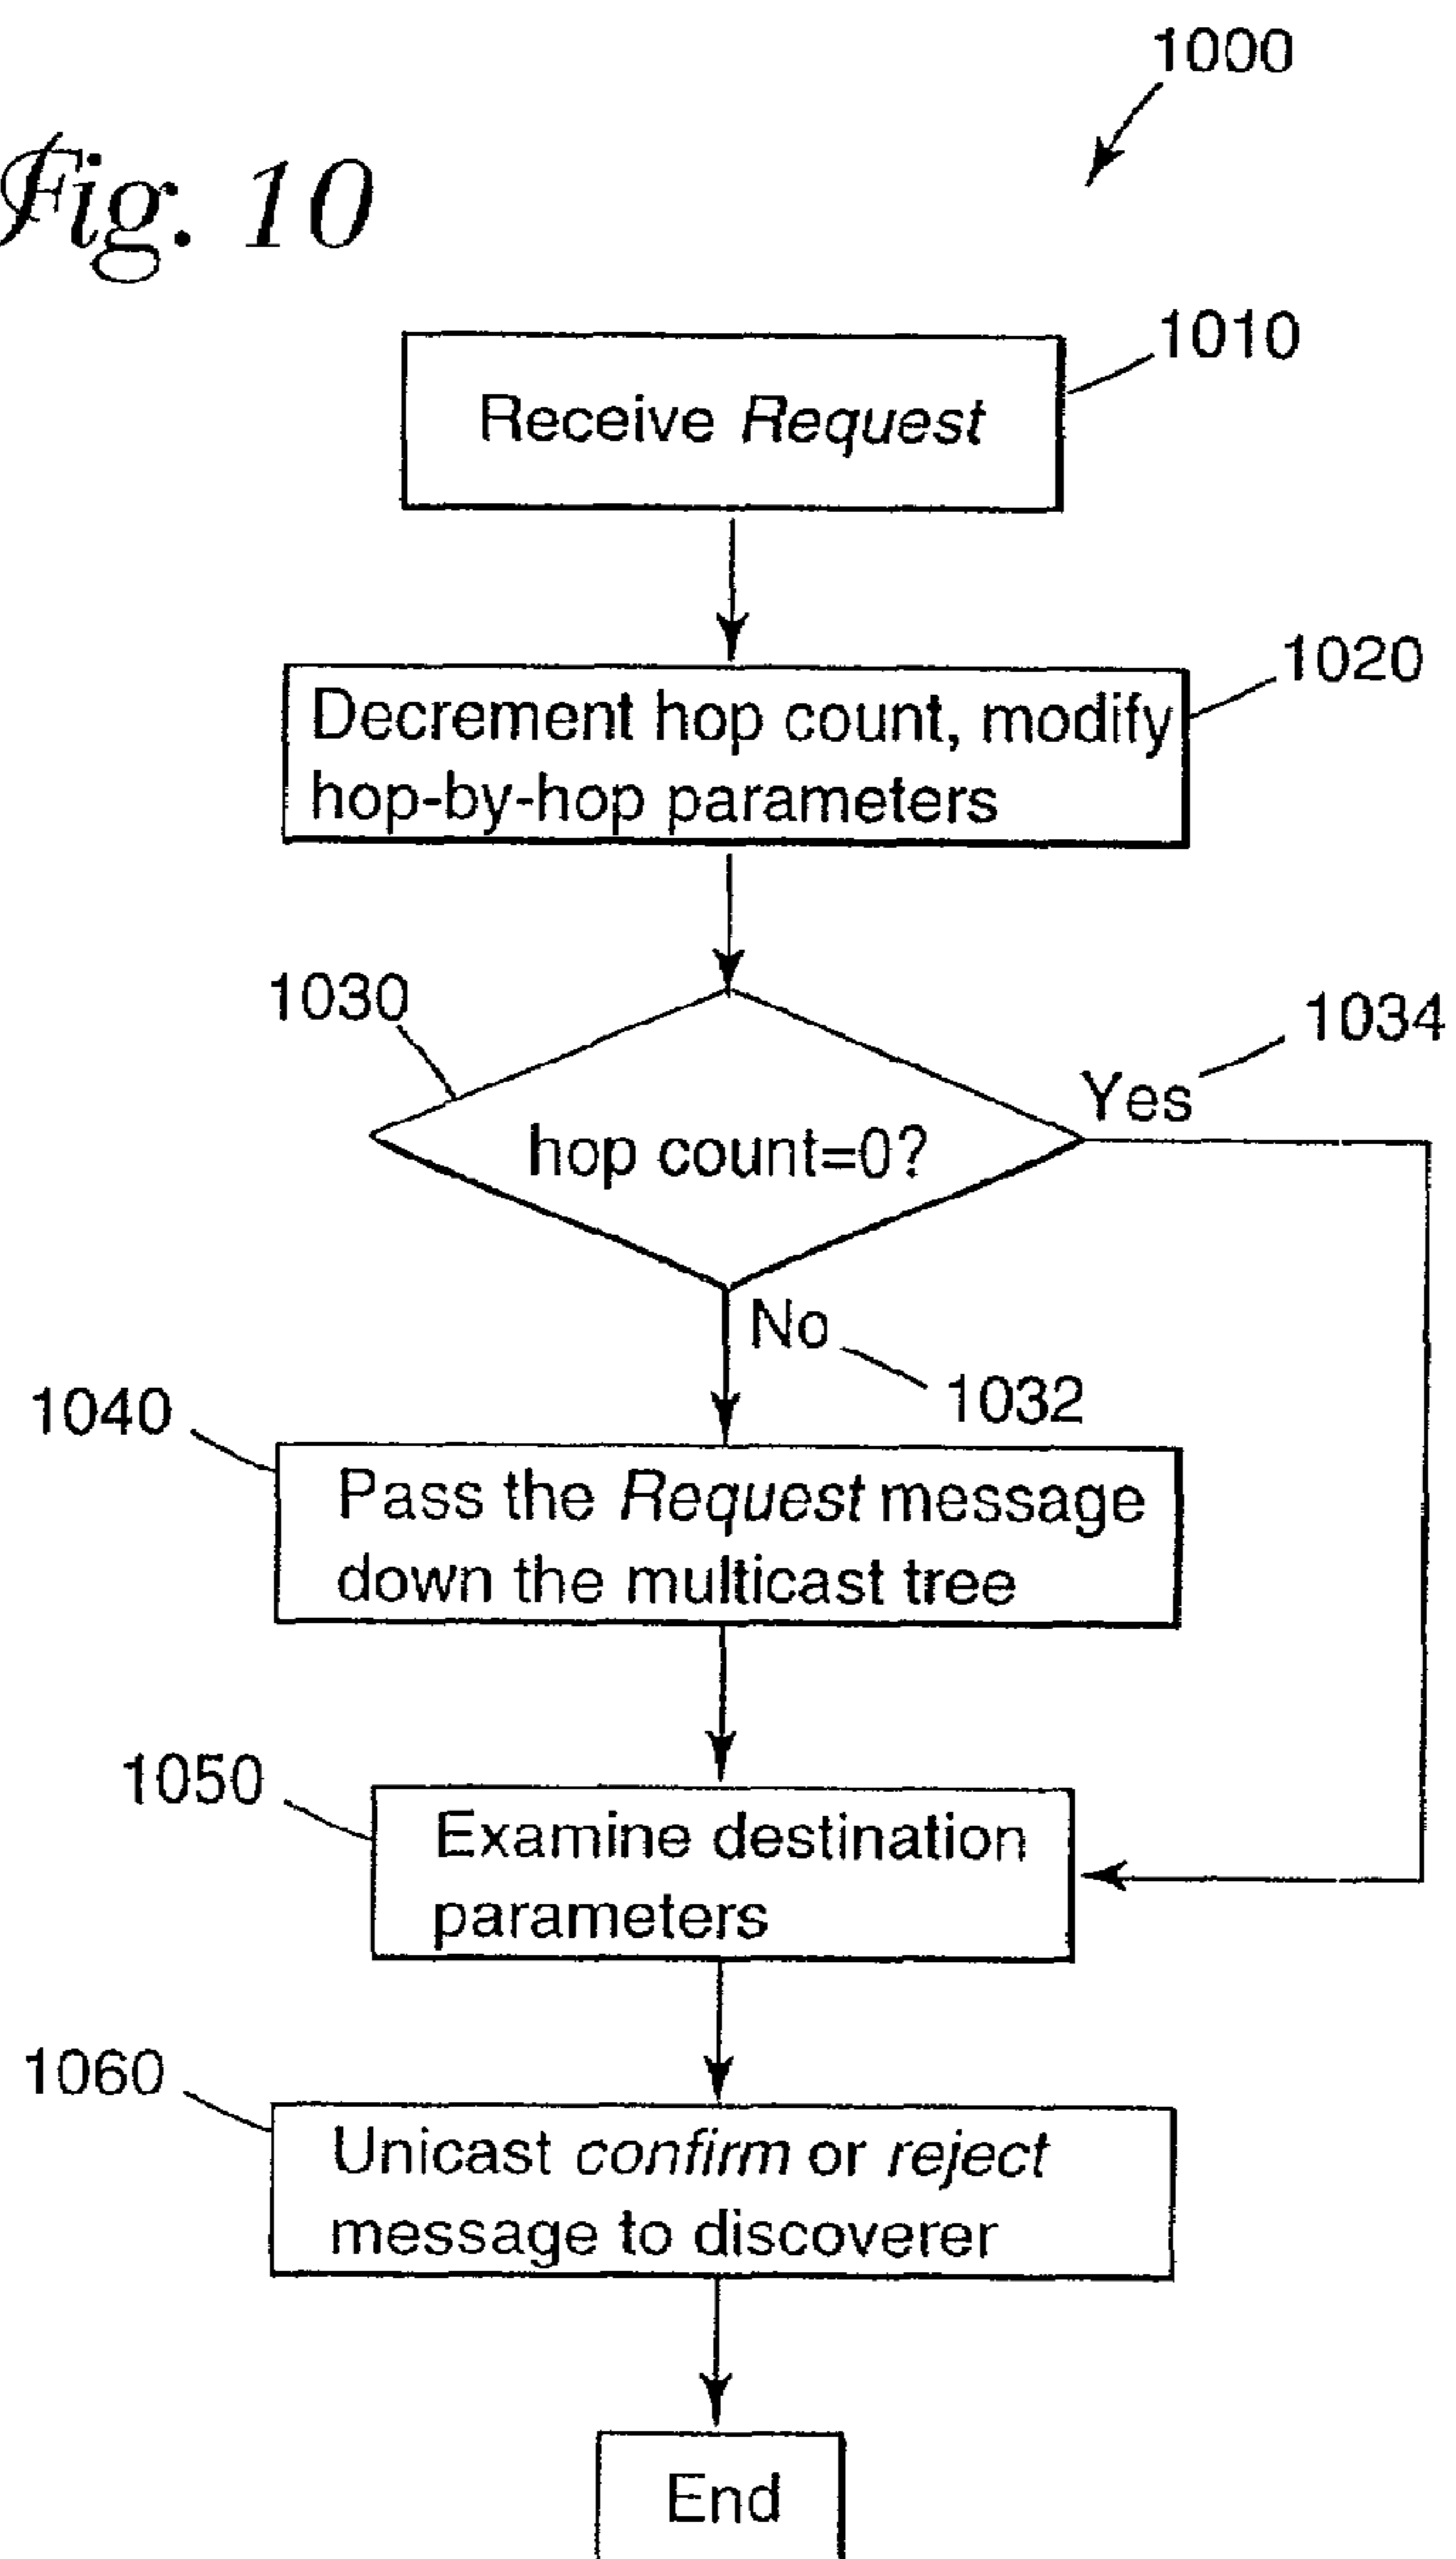 1000
Fig. 10
1010
Receive Request
1020
Decrement hop count, modify
hop-by-hop parameters
1030
1034
Yes
hop count=0?
No
1032
1040
Pass the Request message
down the multicast tree
1050
Examine destination
parameters
1060
Unicast confirm or reject
message to discoverer
End